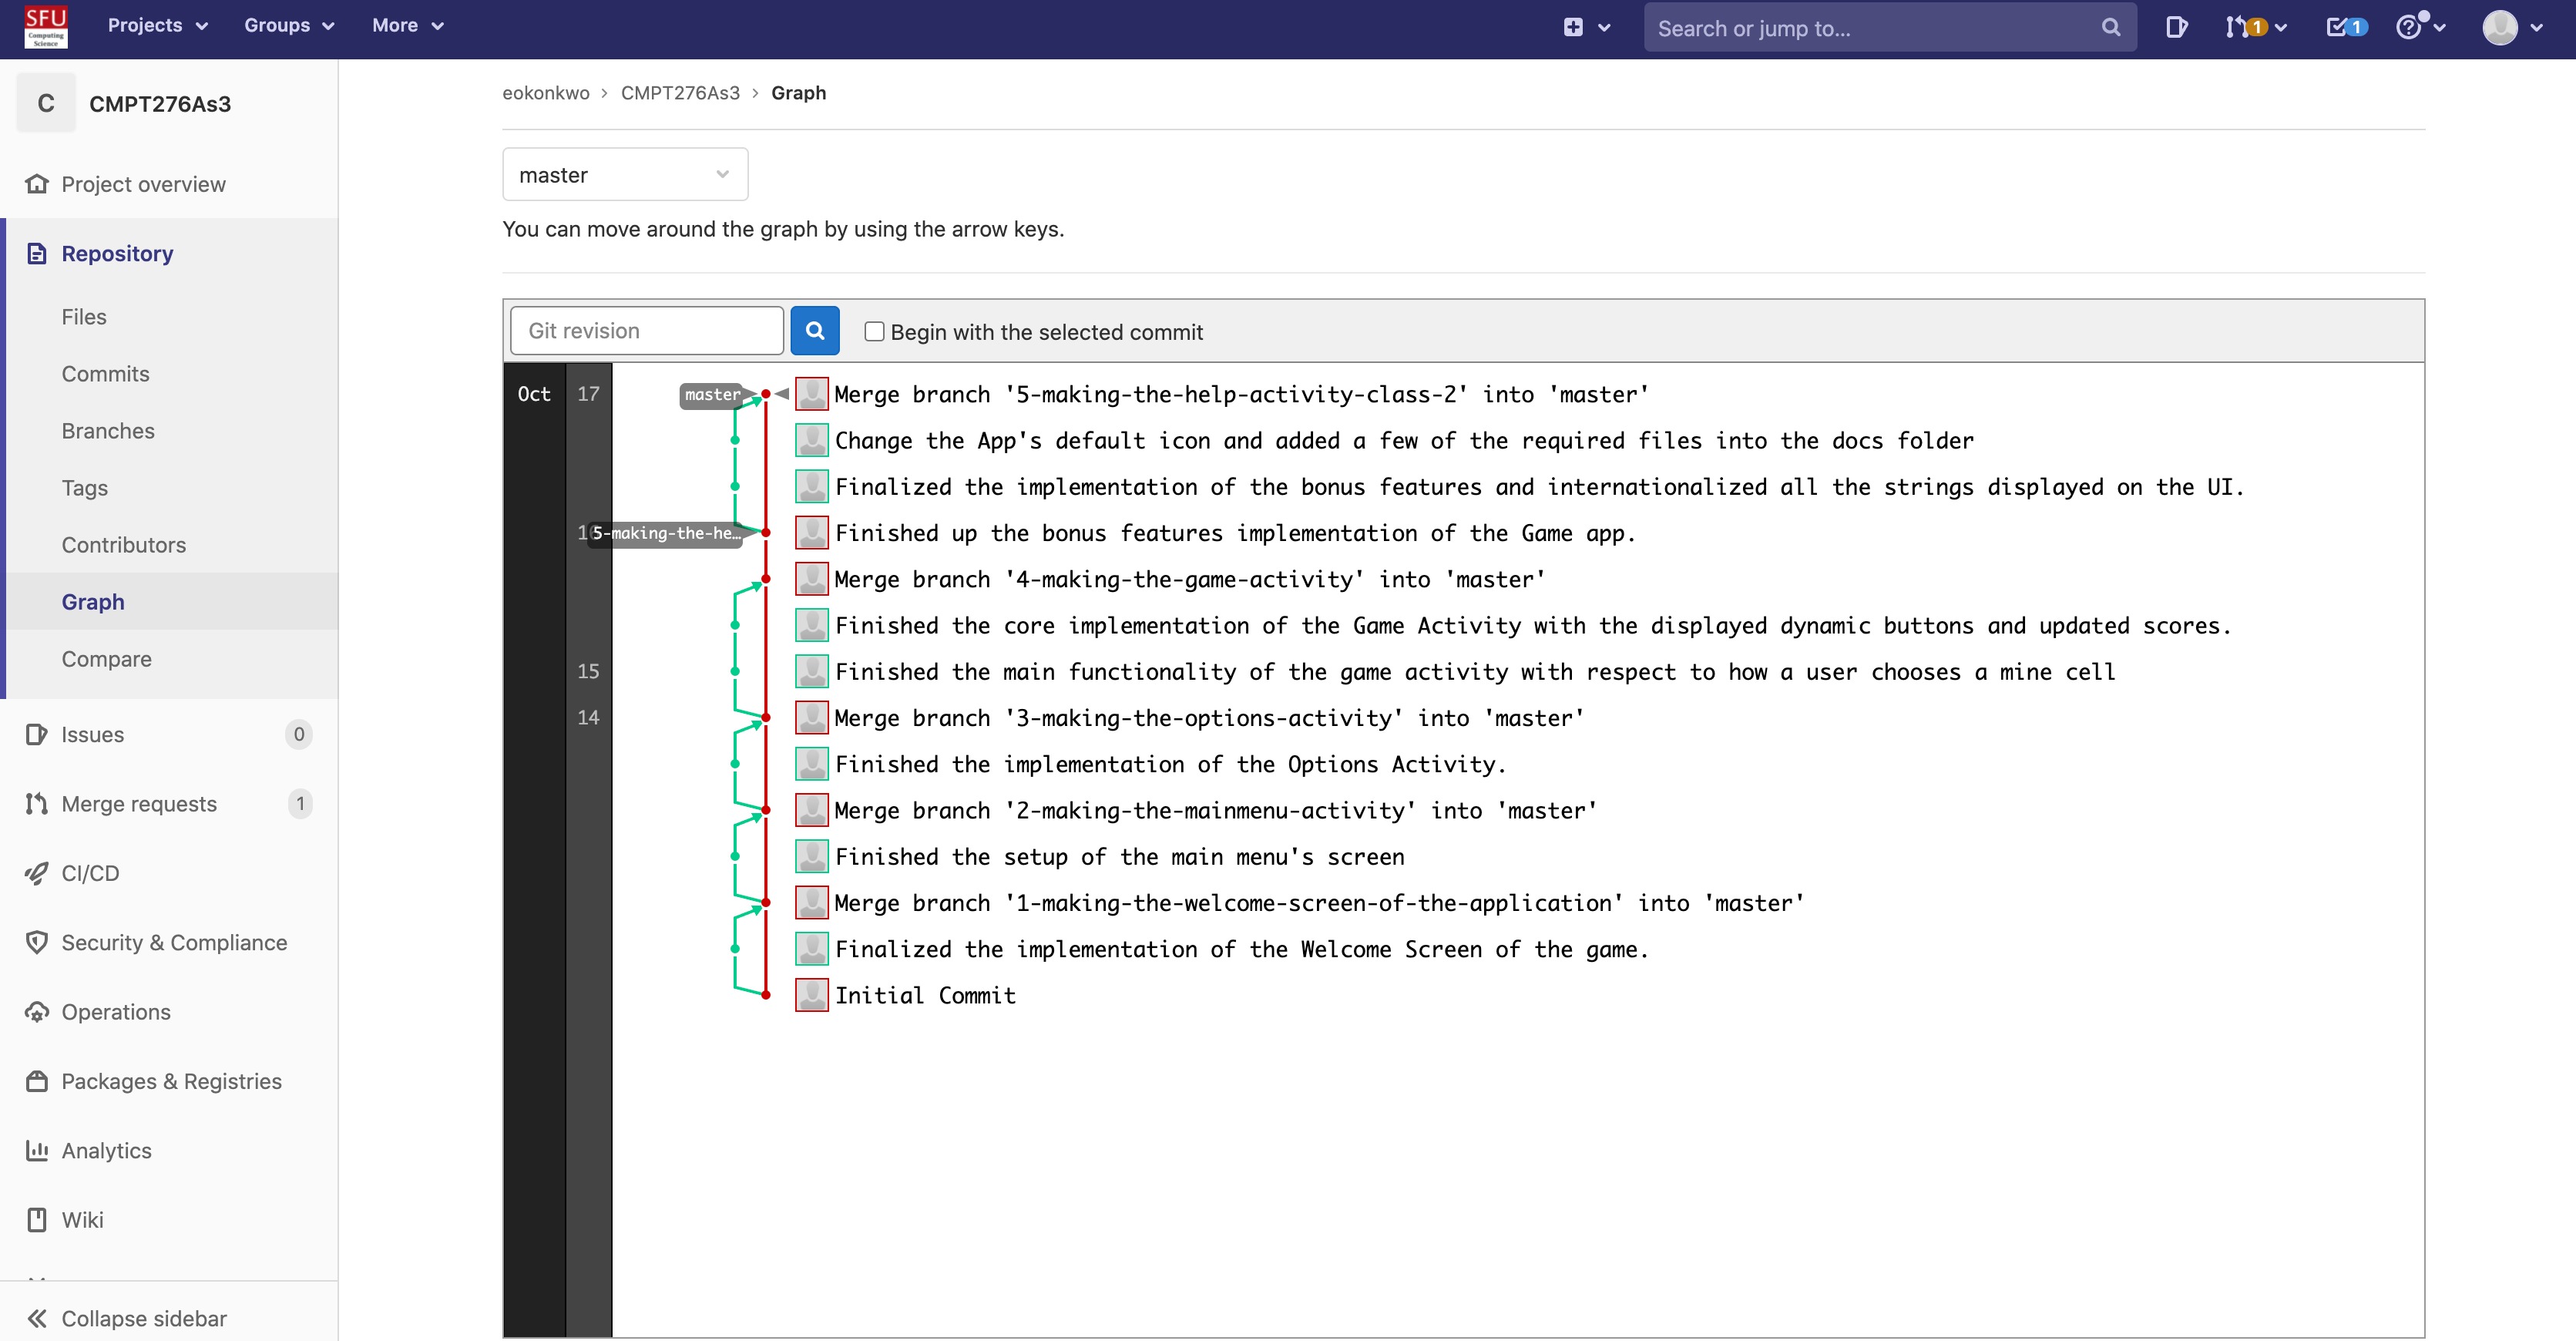 SFU
Computing
Science
Projects
Groups
More
Search or jump to...
1
1
C
CMPT276As3
Project overview
Repository
Files
Commits
Branches
Tags
Contributors
Graph
Compare
Issues
0
Merge requests
1
CI/CD
Security & Compliance
Operations
Packages & Registries
Analytics
Wiki
Collapse sidebar
eokonkwo › CMPT276As3 › Graph
master
You can move around the graph by using the arrow keys.
Git revision
Begin with the selected commit
Oct 17 master Merge branch '5-making-the-help-activity-class-2' into 'master'
Change the App's default icon and added a few of the required files into the docs folder
Finalized the implementation of the bonus features and internationalized all the strings displayed on the UI.
5-making-the-he… Finished up the bonus features implementation of the Game app.
Merge branch '4-making-the-game-activity' into 'master'
Finished the core implementation of the Game Activity with the displayed dynamic buttons and updated scores.
15 Finished the main functionality of the game activity with respect to how a user chooses a mine cell
14 Merge branch '3-making-the-options-activity' into 'master'
Finished the implementation of the Options Activity.
Merge branch '2-making-the-mainmenu-activity' into 'master'
Finished the setup of the main menu's screen
Merge branch '1-making-the-welcome-screen-of-the-application' into 'master'
Finalized the implementation of the Welcome Screen of the game.
Initial Commit